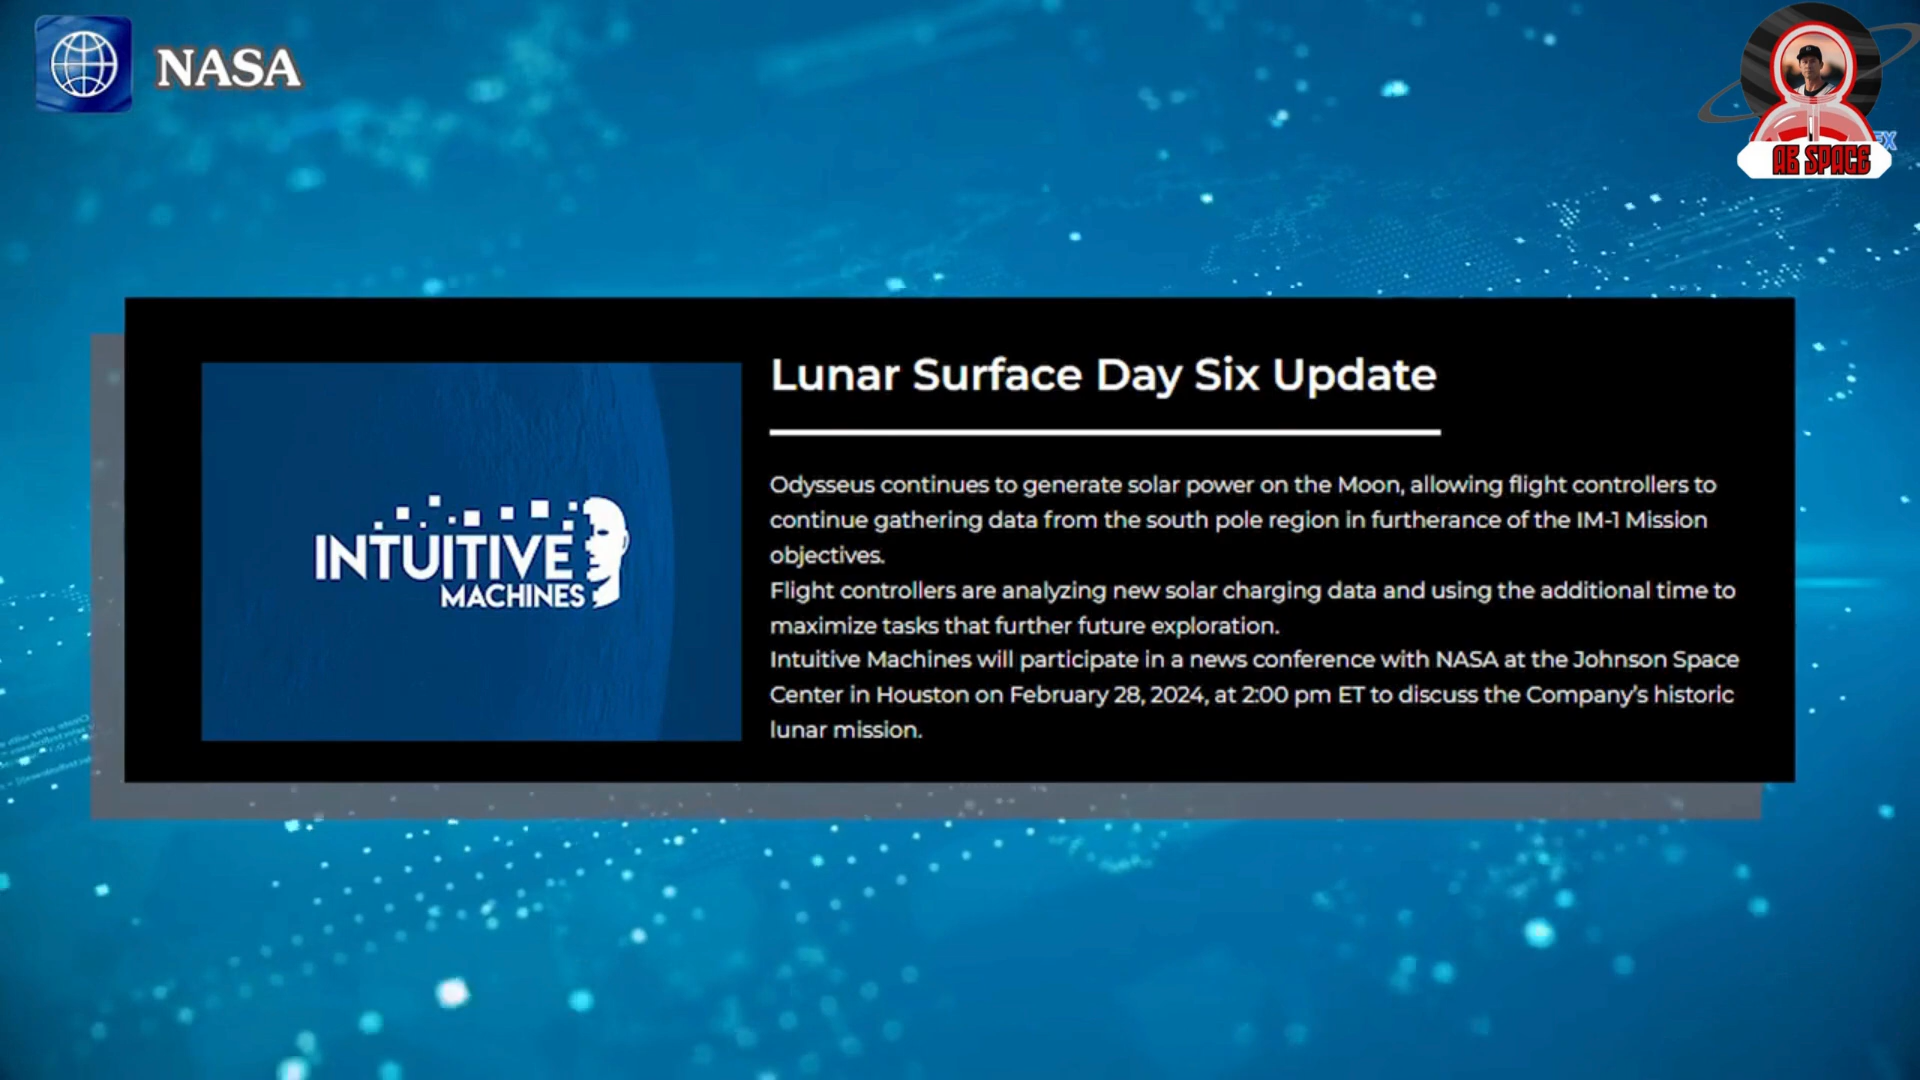 NASA
EX
AB SPACE
Lunar Surface Day Six Update
INTUITIVE
MACHINES
Odysseus continues to generate solar power on the Moon, allowing flight controllers to
continue gathering data from the south pole region in furtherance of the IM-1 Mission
objectives.
Flight controllers are analyzing new solar charging data and using the additional time to
maximize tasks that further future exploration.
Intuitive Machines will participate in a news conference with NASA at the Johnson Space
Center in Houston on February 28, 2024, at 2:00 pm ET to discuss the Company's historic
lunar mission.